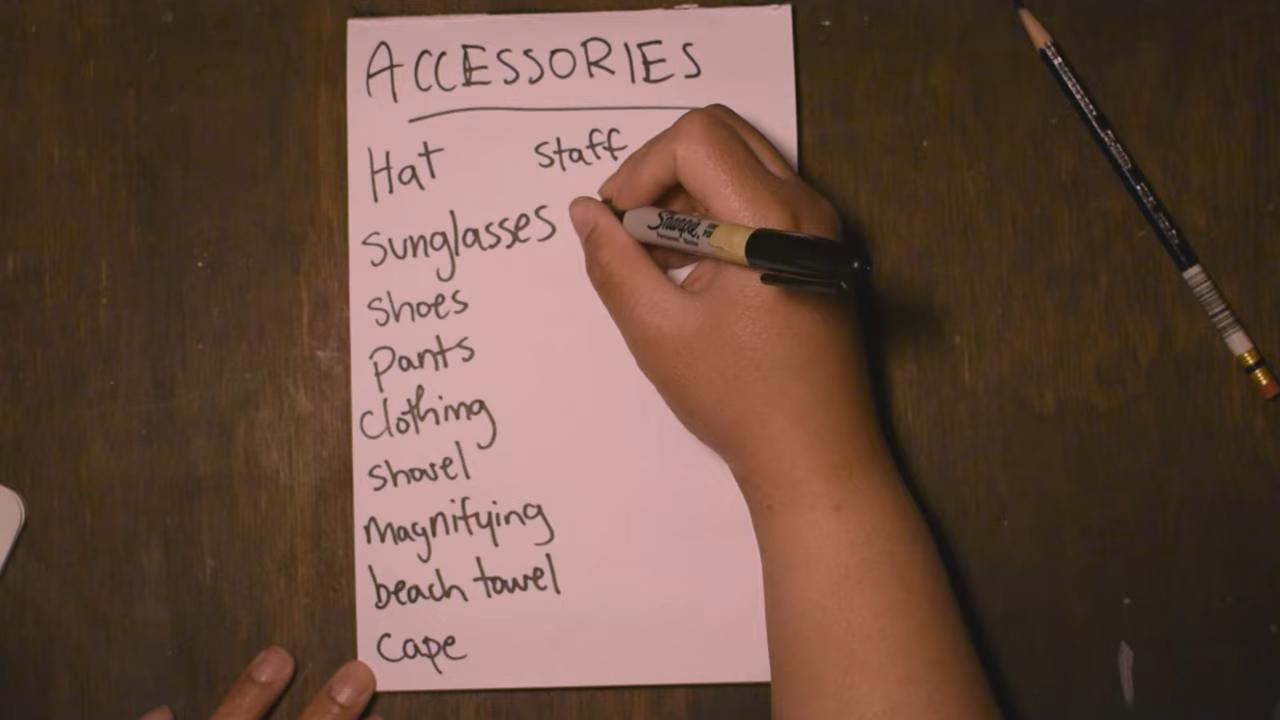 ACCESSORIES
Hat
Sunglasses
shoes
pants
clothing
shovel
magnifying
beach towel
cape
staff
Sharpie